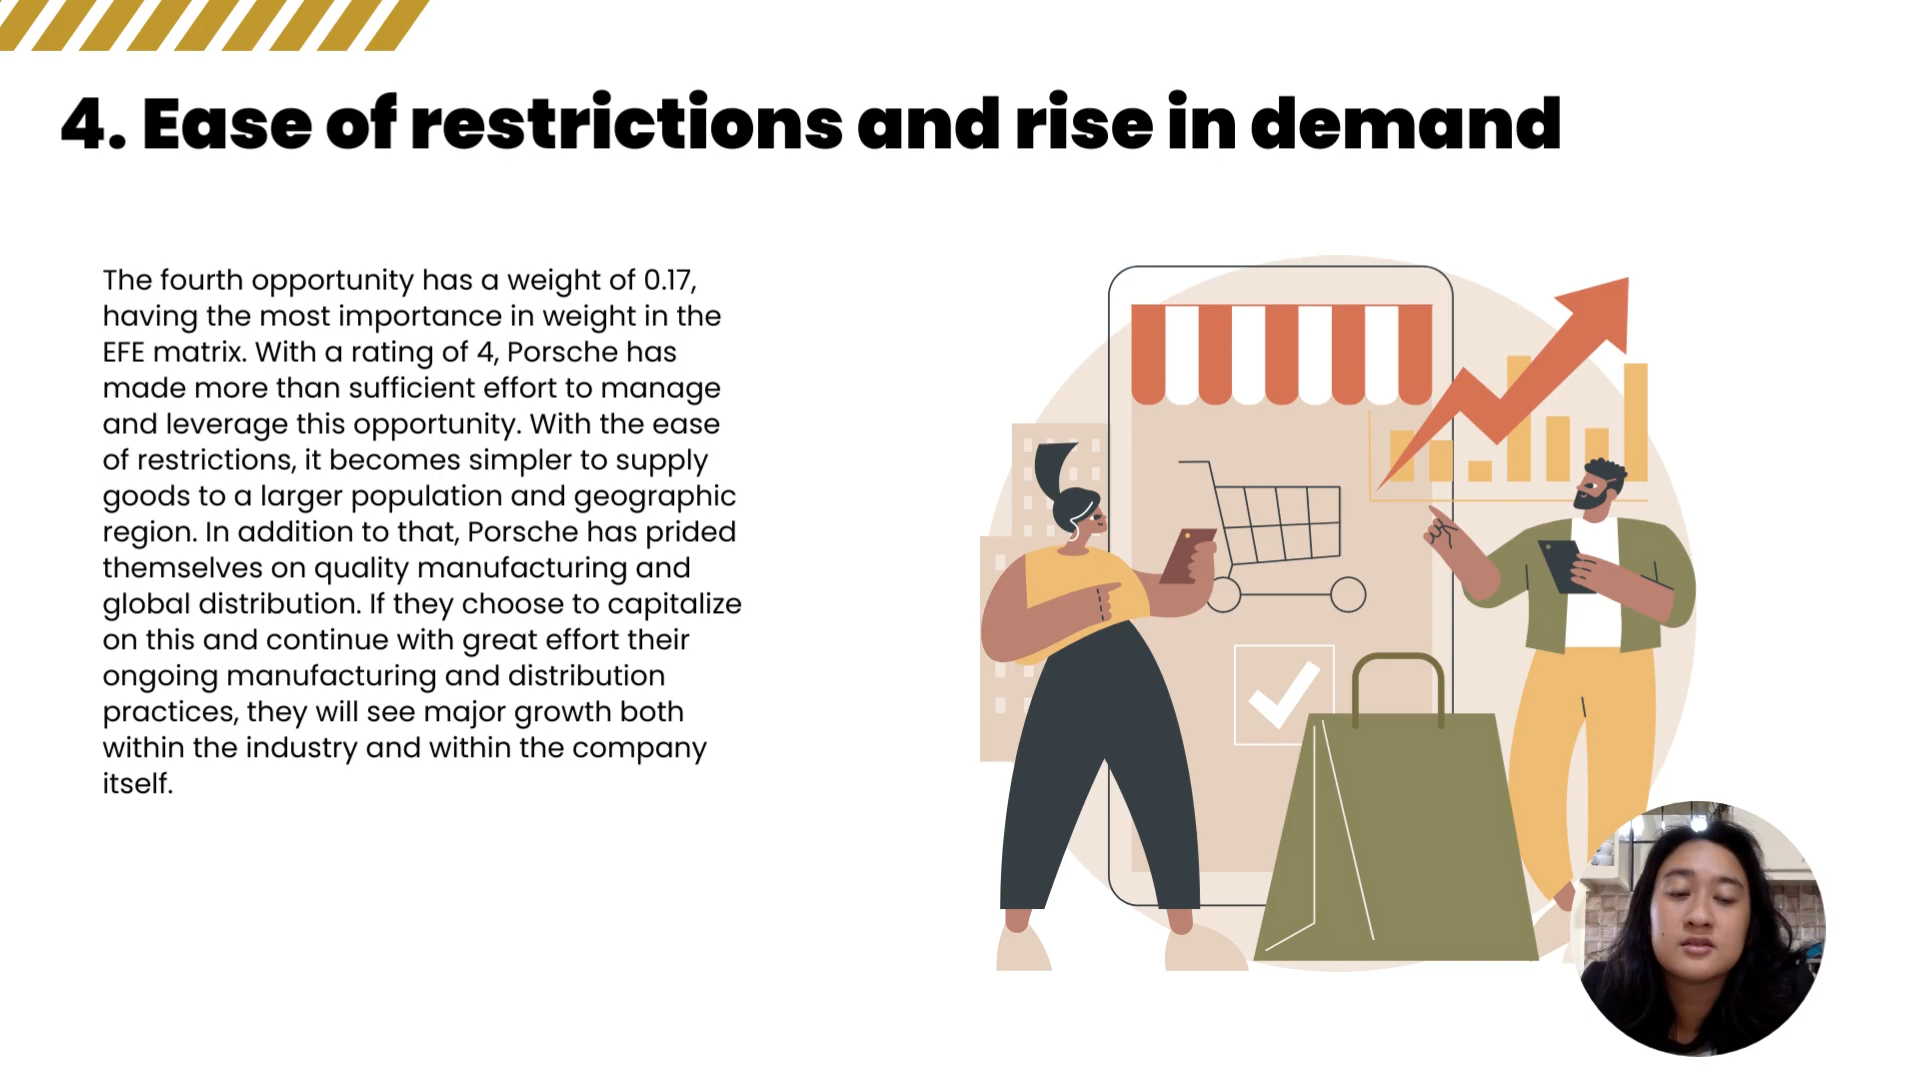 4. Ease of restrictions and rise in demand
The fourth opportunity has a weight of 0.17,
having the most importance in weight in the
EFE matrix. With a rating of 4, Porsche has
made more than sufficient effort to manage
and leverage this opportunity. With the ease
of restrictions, it becomes simpler to supply
goods to a larger population and geographic
region. In addition to that, Porsche has prided
themselves on quality manufacturing and
global distribution. If they choose to capitalize
on this and continue with great effort their
ongoing manufacturing and distribution
practices, they will see major growth both
within the industry and within the company
itself.